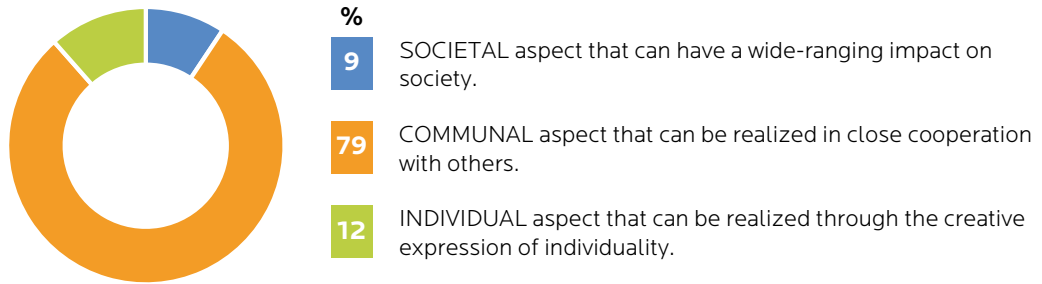 %
9
SOCIETAL aspect that can have a wide-ranging impact on
society.
79
COMMUNAL aspect that can be realized in close cooperation
with others.
12
INDIVIDUAL aspect that can be realized through the creative
expression of individuality.